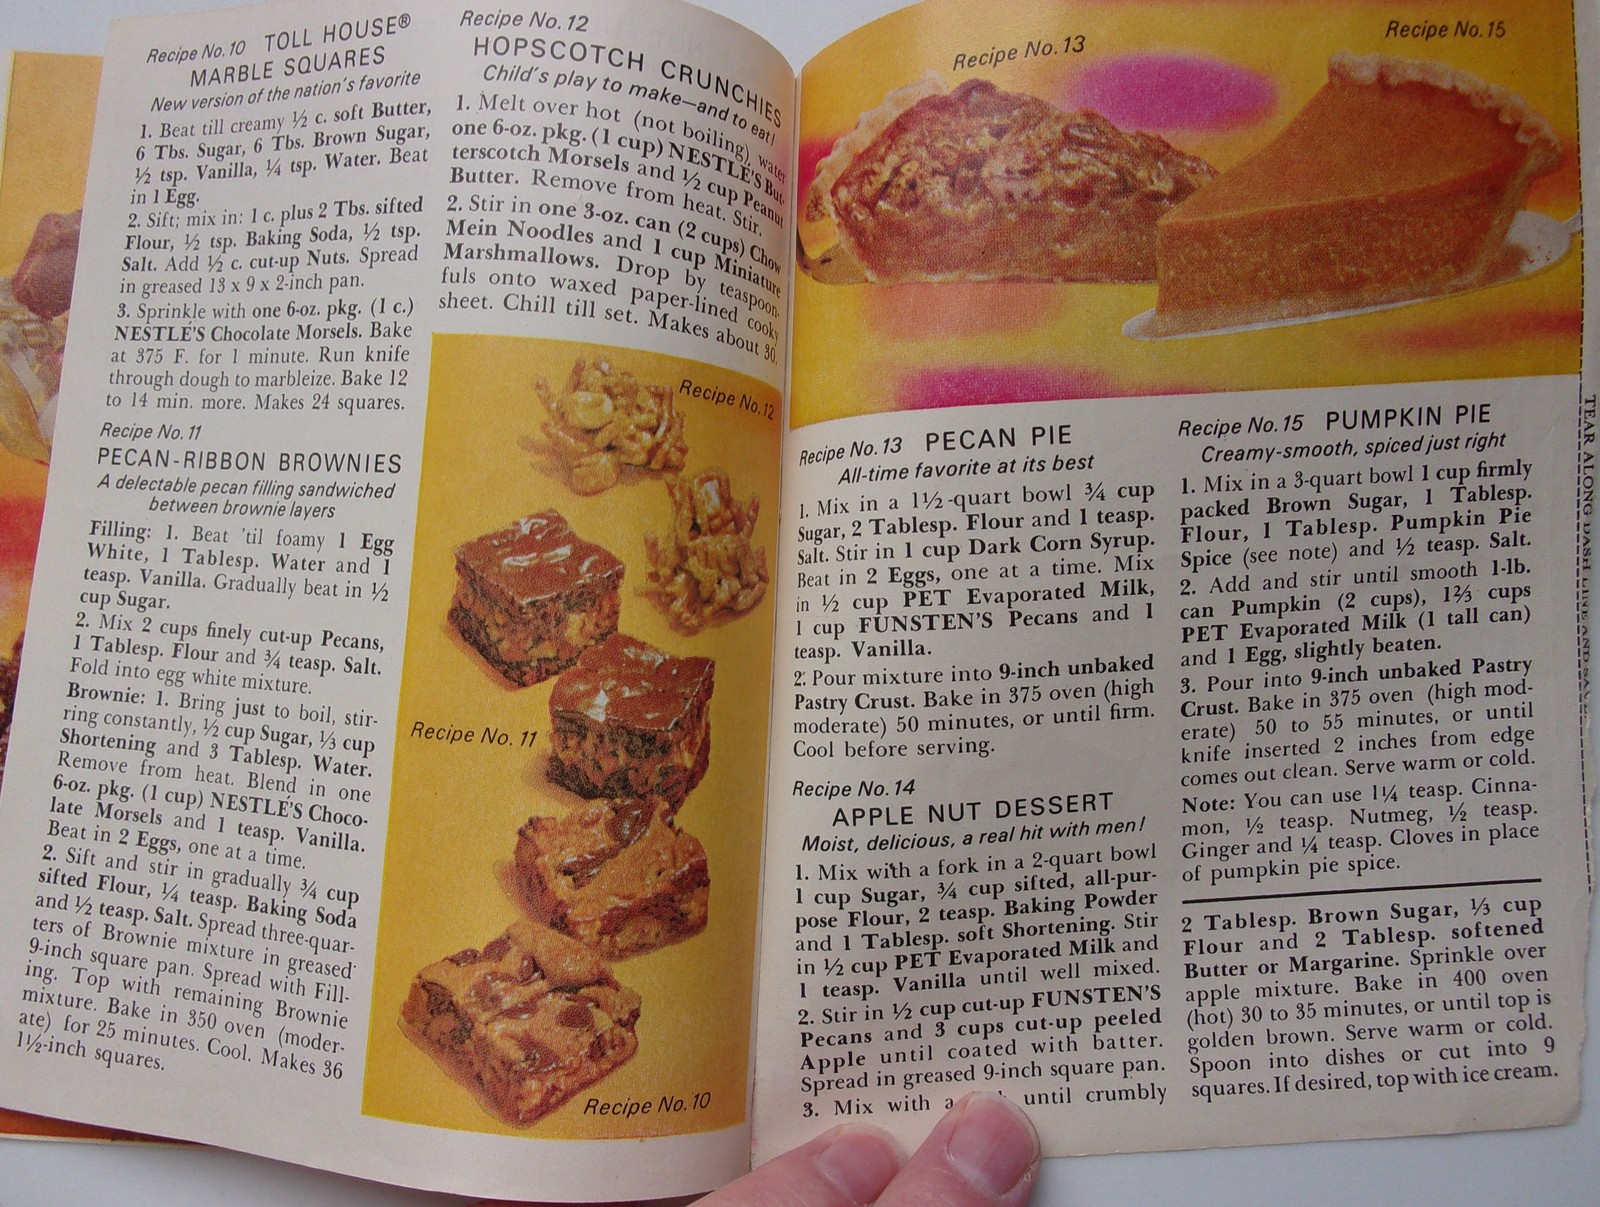 Recipe No. 10 TOLL HOUSE®
MARBLE SQUARES
New version of the nation's favorite
1. Beat till creamy ½ c. soft Butter,
6 Tbs. Sugar, 6 Tbs. Brown Sugar,
½ tsp. Vanilla, ¼ tsp. Water. Beat
in 1 Egg.
2. Sift; mix in: 1 c. plus 2 Tbs. sifted
Flour, ½ tsp. Baking Soda, ½ tsp.
Salt. Add ½ c. cut-up Nuts. Spread
in greased 13 x 9 x 2-inch pan.
3. Sprinkle with one 6-oz. pkg. (1 c.)
NESTLÉ'S Chocolate Morsels. Bake
at 375 F. for 1 minute. Run knife
through dough to marbleize. Bake 12
to 14 min. more. Makes 24 squares.
Recipe No. 11
PECAN-RIBBON BROWNIES
A delectable pecan filling sandwiched
between brownie layers
Filling: 1. Beat 'til foamy 1 Egg
White, 1 Tablesp. Water and 1
teasp. Vanilla. Gradually beat in ½
cup Sugar.
2. Mix 2 cups finely cut-up Pecans,
1 Tablesp. Flour and ¾ teasp. Salt.
Fold into egg white mixture.
Brownie: 1. Bring just to boil, stir-
ring constantly, ½ cup Sugar, ⅓ cup
Shortening and 3 Tablesp. Water.
Remove from heat. Blend in one
6-oz. pkg. (1 cup) NESTLÉ'S Choco-
late Morsels and 1 teasp. Vanilla.
Beat in 2 Eggs, one at a time.
2. Sift and stir in gradually ¾ cup
sifted Flour, ¼ teasp. Baking Soda
and ½ teasp. Salt. Spread three-quar-
ters of Brownie mixture in greased
9-inch square pan. Spread with Fill-
ing. Top with remaining Brownie
mixture. Bake in 350 oven (moder-
ate) for 25 minutes. Cool. Makes 36
1½-inch squares.
Recipe No. 12
HOPSCOTCH CRUNCHIES
Child's play to make—and to eat!
1. Melt over hot (not boiling) water
one 6-oz. pkg. (1 cup) NESTLÉ'S But-
terscotch Morsels and ½ cup Peanut
Butter. Remove from heat. Stir.
2. Stir in one 3-oz. can (2 cups) Chow
Mein Noodles and 1 cup Miniature
Marshmallows. Drop by teaspoon-
fuls onto waxed paper-lined cooky
sheet. Chill till set. Makes about 30.
Recipe No. 12
Recipe No. 11
Recipe No. 10
Recipe No. 13
Recipe No. 15
Recipe No. 13 PECAN PIE
All-time favorite at its best
1. Mix in a 1½-quart bowl ¾ cup
Sugar, 2 Tablesp. Flour and 1 teasp.
Salt. Stir in 1 cup Dark Corn Syrup.
Beat in 2 Eggs, one at a time. Mix
in ½ cup PET Evaporated Milk,
1 cup FUNSTEN'S Pecans and 1
teasp. Vanilla.
2. Pour mixture into 9-inch unbaked
Pastry Crust. Bake in 375 oven (high
moderate) 50 minutes, or until firm.
Cool before serving.
Recipe No. 14
APPLE NUT DESSERT
Moist, delicious, a real hit with men!
1. Mix with a fork in a 2-quart bowl
1 cup Sugar, ¾ cup sifted, all-pur-
pose Flour, 2 teasp. Baking Powder
and 1 Tablesp. soft Shortening. Stir
in ½ cup PET Evaporated Milk and
1 teasp. Vanilla until well mixed.
2. Stir in ½ cup cut-up FUNSTEN'S
Pecans and 3 cups cut-up peeled
Apple until coated with batter.
Spread in greased 9-inch square pan.
3. Mix with a until crumbly
Recipe No. 15 PUMPKIN PIE
Creamy-smooth, spiced just right
1. Mix in a 3-quart bowl 1 cup firmly
packed Brown Sugar, 1 Tablesp.
Flour, 1 Tablesp. Pumpkin Pie
Spice (see note) and ½ teasp. Salt.
2. Add and stir until smooth 1-lb.
can Pumpkin (2 cups), 1⅔ cups
PET Evaporated Milk (1 tall can)
and 1 Egg, slightly beaten.
3. Pour into 9-inch unbaked Pastry
Crust. Bake in 375 oven (high mod-
erate) 50 to 55 minutes, or until
knife inserted 2 inches from edge
comes out clean. Serve warm or cold.
Note: You can use 1¼ teasp. Cinna-
mon, ½ teasp. Nutmeg, ½ teasp.
Ginger and ¼ teasp. Cloves in place
of pumpkin pie spice.
2 Tablesp. Brown Sugar, ⅓ cup
Flour and 2 Tablesp. softened
Butter or Margarine. Sprinkle over
apple mixture. Bake in 400 oven
(hot) 30 to 35 minutes, or until top is
golden brown. Serve warm or cold.
Spoon into dishes or cut into 9
squares. If desired, top with ice cream.
TEAR ALONG DASH LINE AND